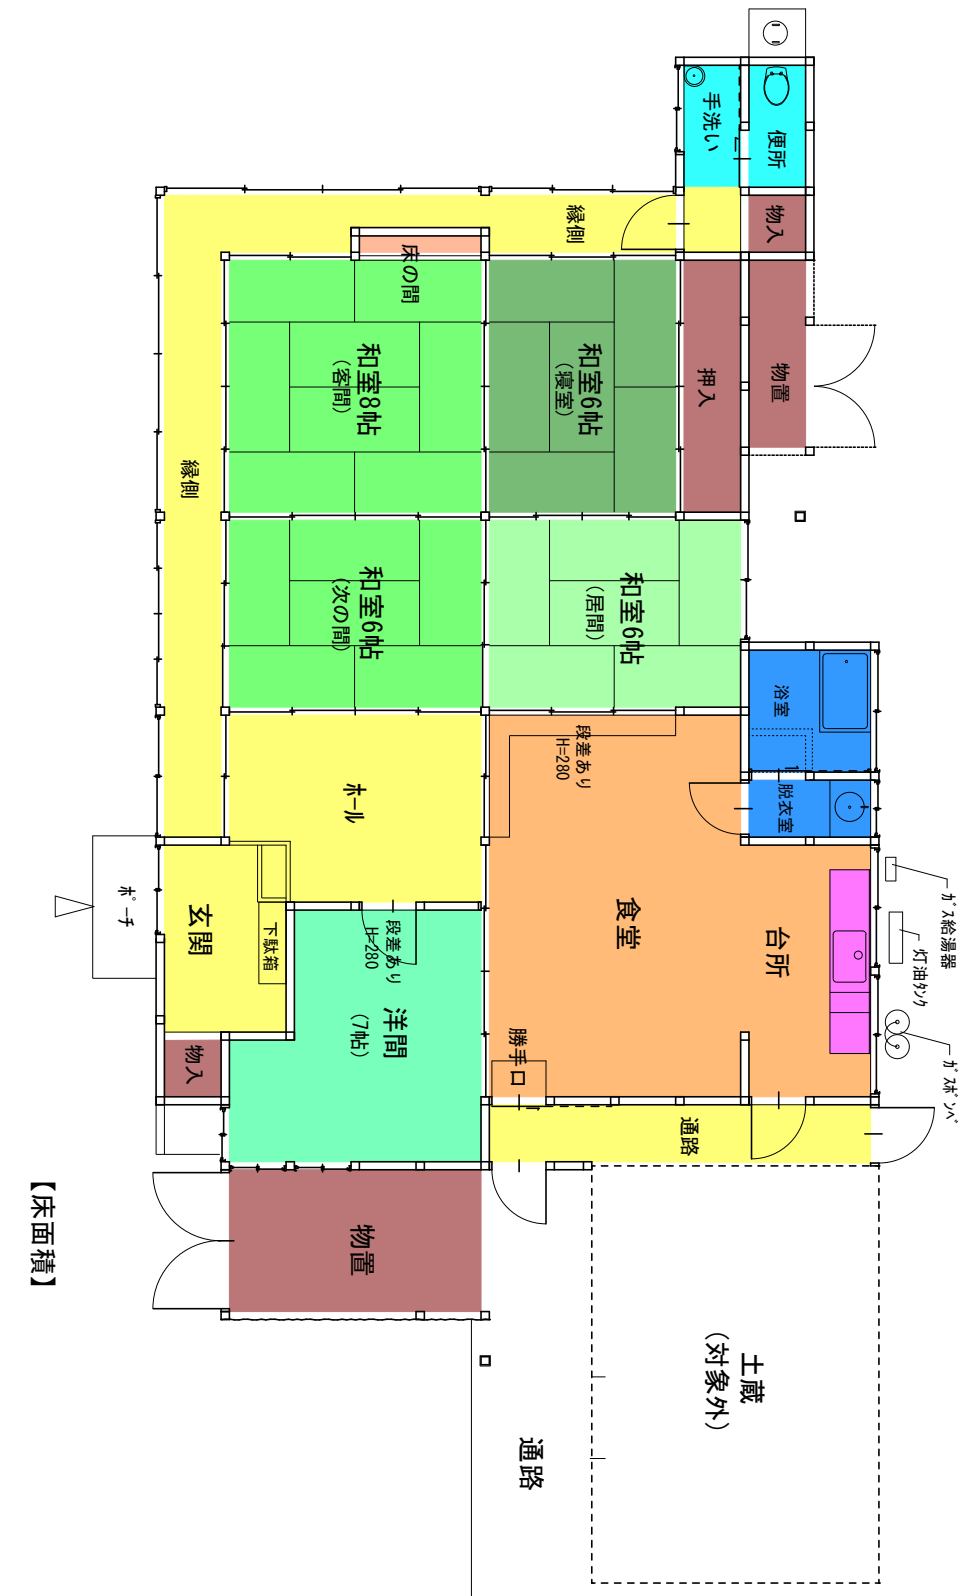 便所
手洗い
物入
縁側
床の間
和室8帖
(客間)
和室6帖
(寝室)
押入
物置
縁側
和室6帖
(次の間)
和室6帖
(居間)
浴室
脱衣室
段差あり
H=280
ホール
食堂
台所
ガス給湯器
灯油タンク
ガスボンベ
ポーチ
玄関
下駄箱
段差あり
H=280
洋間
(7帖)
勝手口
物入
通路
物置
土蔵
(対象外)
通路
【床面積】